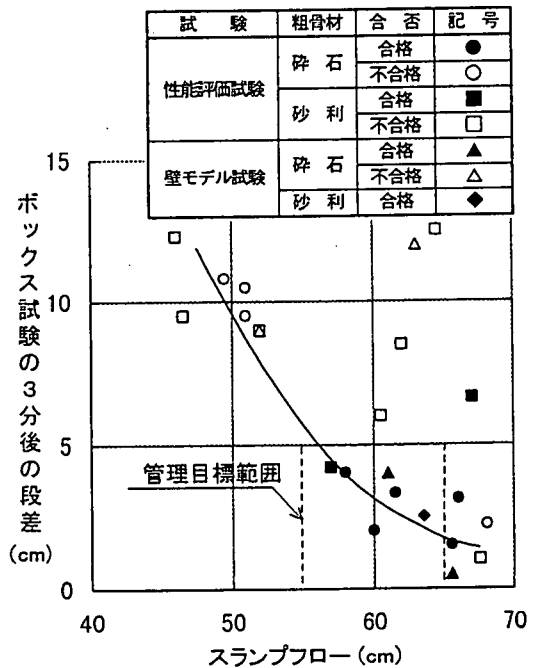 試 験 粗骨材 合 否 記 号
性能評価試験 砕 石 合格 ●
不合格 ○
砂 利 合格 ■
不合格 □
壁モデル試験 砕 石 合格 ▲
不合格 △
砂 利 合格 ◆
15
10
5
0
ボックス試験の3分後の段差
(cm)
管理目標範囲
40 50 60 70
スランプフロー(cm)